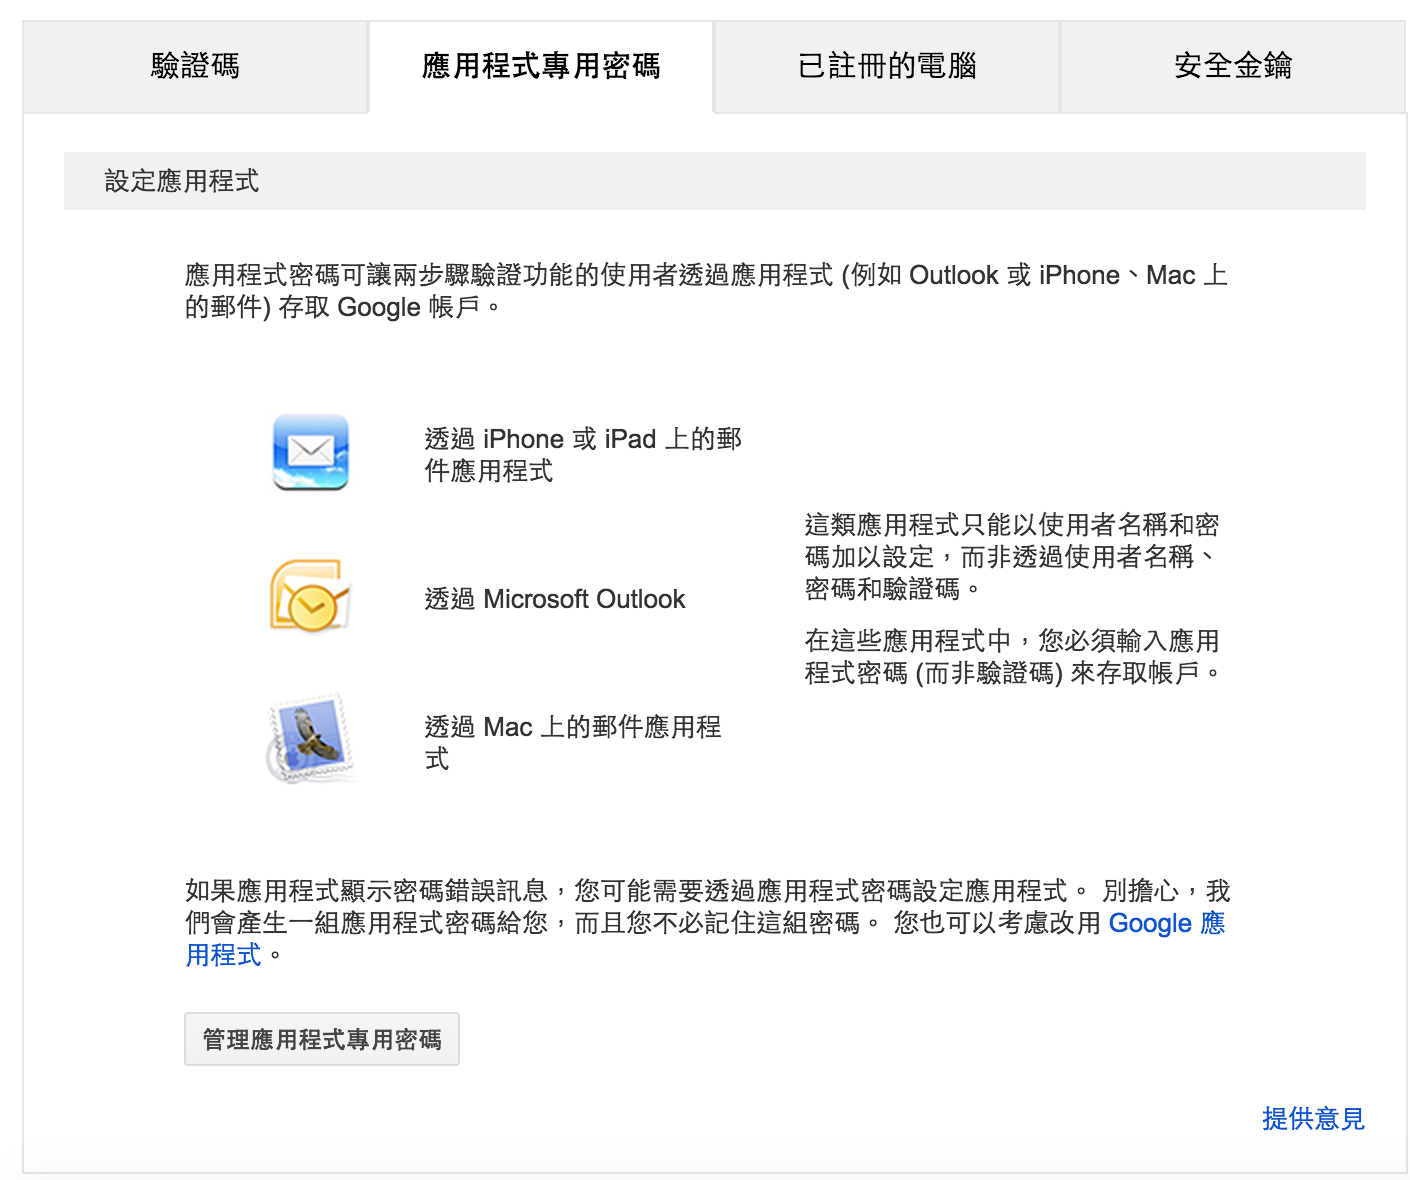 驗證碼
應用程式專用密碼
已註冊的電腦
安全金鑰
設定應用程式
應用程式密碼可讓兩步驟驗證功能的使用者透過應用程式 (例如 Outlook 或 iPhone、Mac 上
的郵件) 存取 Google 帳戶。
透過 iPhone 或 iPad 上的郵
件應用程式
透過 Microsoft Outlook
透過 Mac 上的郵件應用程
式
這類應用程式只能以使用者名稱和密
碼加以設定，而非透過使用者名稱、
密碼和驗證碼。
在這些應用程式中，您必須輸入應用
程式密碼 (而非驗證碼) 來存取帳戶。
如果應用程式顯示密碼錯誤訊息，您可能需要透過應用程式密碼設定應用程式。 別擔心，我
們會產生一組應用程式密碼給您，而且您不必記住這組密碼。 您也可以考慮改用 Google 應
用程式。
管理應用程式專用密碼
提供意見